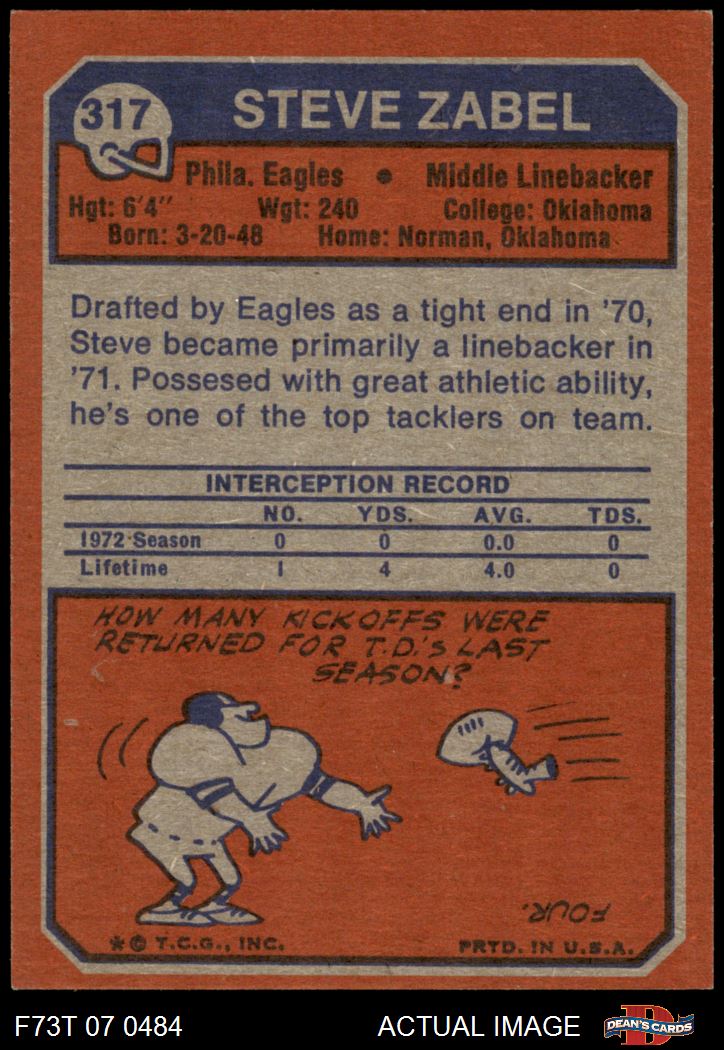 317 STEVE ZABEL
Phila. Eagles • Middle Linebacker
Hgt: 6'4" Wgt: 240 College: Oklahoma
Born: 3-20-48 Home: Norman, Oklahoma
Drafted by Eagles as a tight end in '70,
Steve became primarily a linebacker in
'71. Possesed with great athletic ability,
he's one of the top tacklers on team.
INTERCEPTION RECORD
NO. YDS. AVG. TDS.
1972 Season 0 0 0.0 0
Lifetime 1 4 4.0 0
HOW MANY KICKOFFS WERE
RETURNED FOR T.D.'s LAST
SEASON?
FOUR.
*© T.C.G., INC. PRTD. IN U.S.A.
F73T 07 0484 ACTUAL IMAGE D DEAN'S CARDS